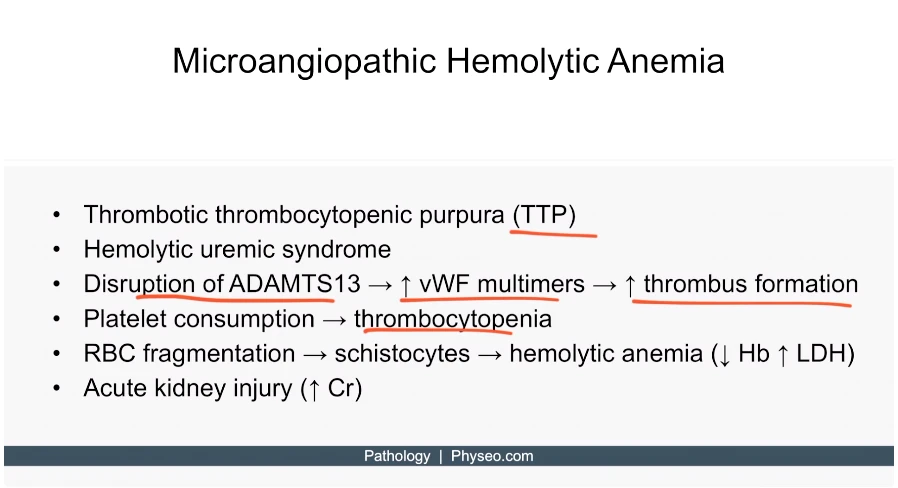 Microangiopathic Hemolytic Anemia
• Thrombotic thrombocytopenic purpura (TTP)
• Hemolytic uremic syndrome
• Disruption of ADAMTS13 → ↑ vWF multimers → ↑ thrombus formation
• Platelet consumption → thrombocytopenia
• RBC fragmentation → schistocytes → hemolytic anemia (↓ Hb ↑ LDH)
• Acute kidney injury (↑ Cr)
Pathology | Physeo.com